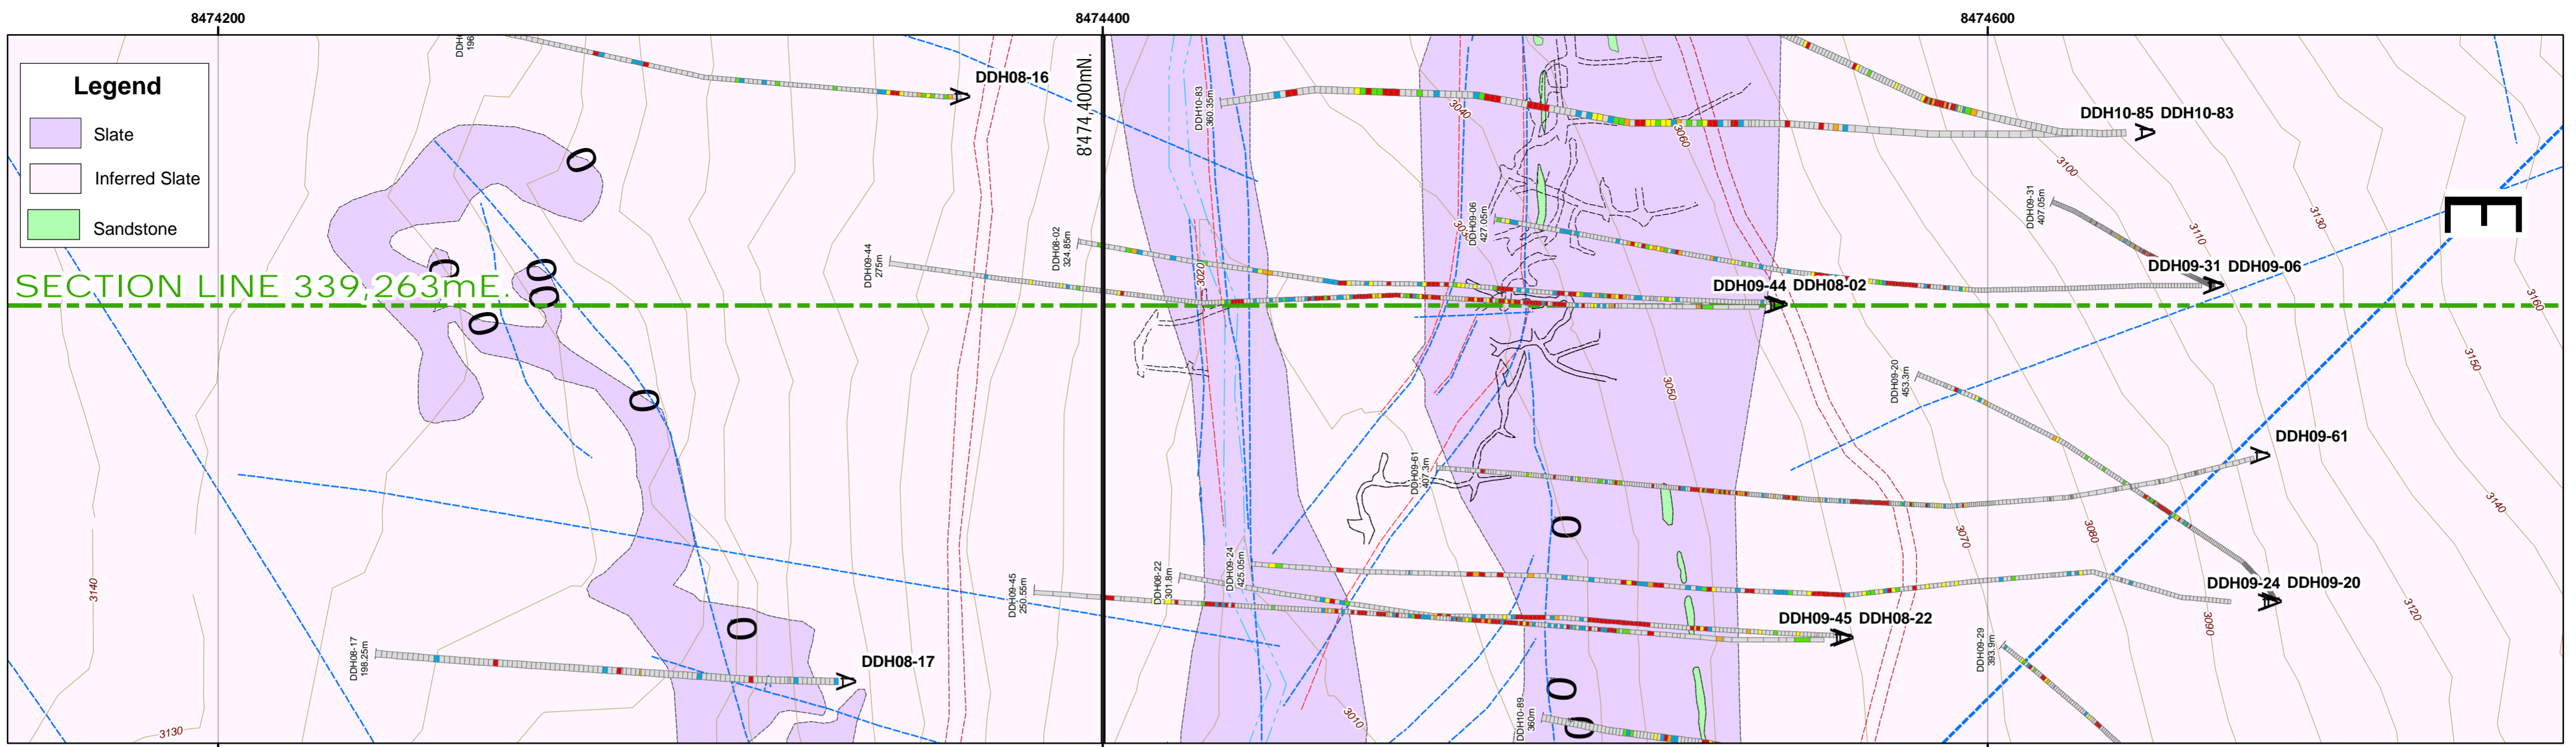 8474200
8474400
8474600
Legend
Slate
Inferred Slate
Sandstone
196
DDH08-16
8'474,400mN.
DDH10-83
360.35m
3040
3060
DDH10-85 DDH10-83
3100
DDH09-31
407.05m
3110
3130
E
DDH09-06
427.05m
DDH08-02
324.85m
DDH09-44
275m
3020
SECTION LINE 339,263mE.
DDH09-44 DDH08-02
DDH09-31 DDH09-06
3160
3150
3050
DDH09-20
453.3m
DDH09-61
DDH09-61
407.3m
3140
3070
3080
DDH09-24
425.05m
DDH08-22
301.8m
DDH09-45
250.55m
3140
DDH09-24 DDH09-20
3120
3090
DDH09-45 DDH08-22
DDH09-29
393.9m
DDH08-17
198.25m
DDH08-17
3010
DDH10-89
360m
3130